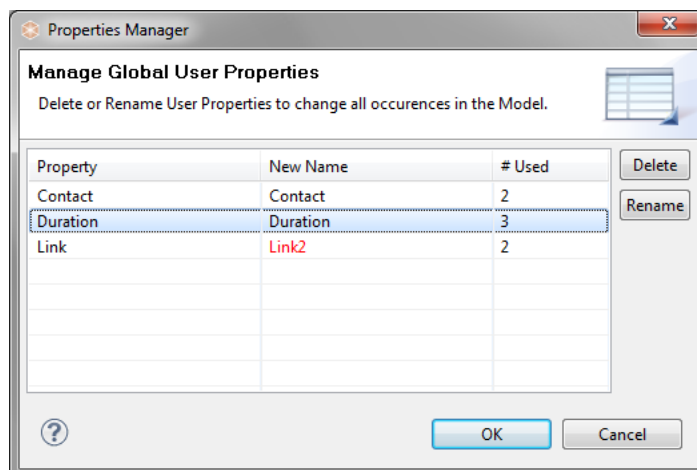 Properties Manager
Manage Global User Properties
Delete or Rename User Properties to change all occurences in the Model.
Property New Name # Used
Contact Contact 2
Duration Duration 3
Link Link2 2
Delete
Rename
?
OK Cancel